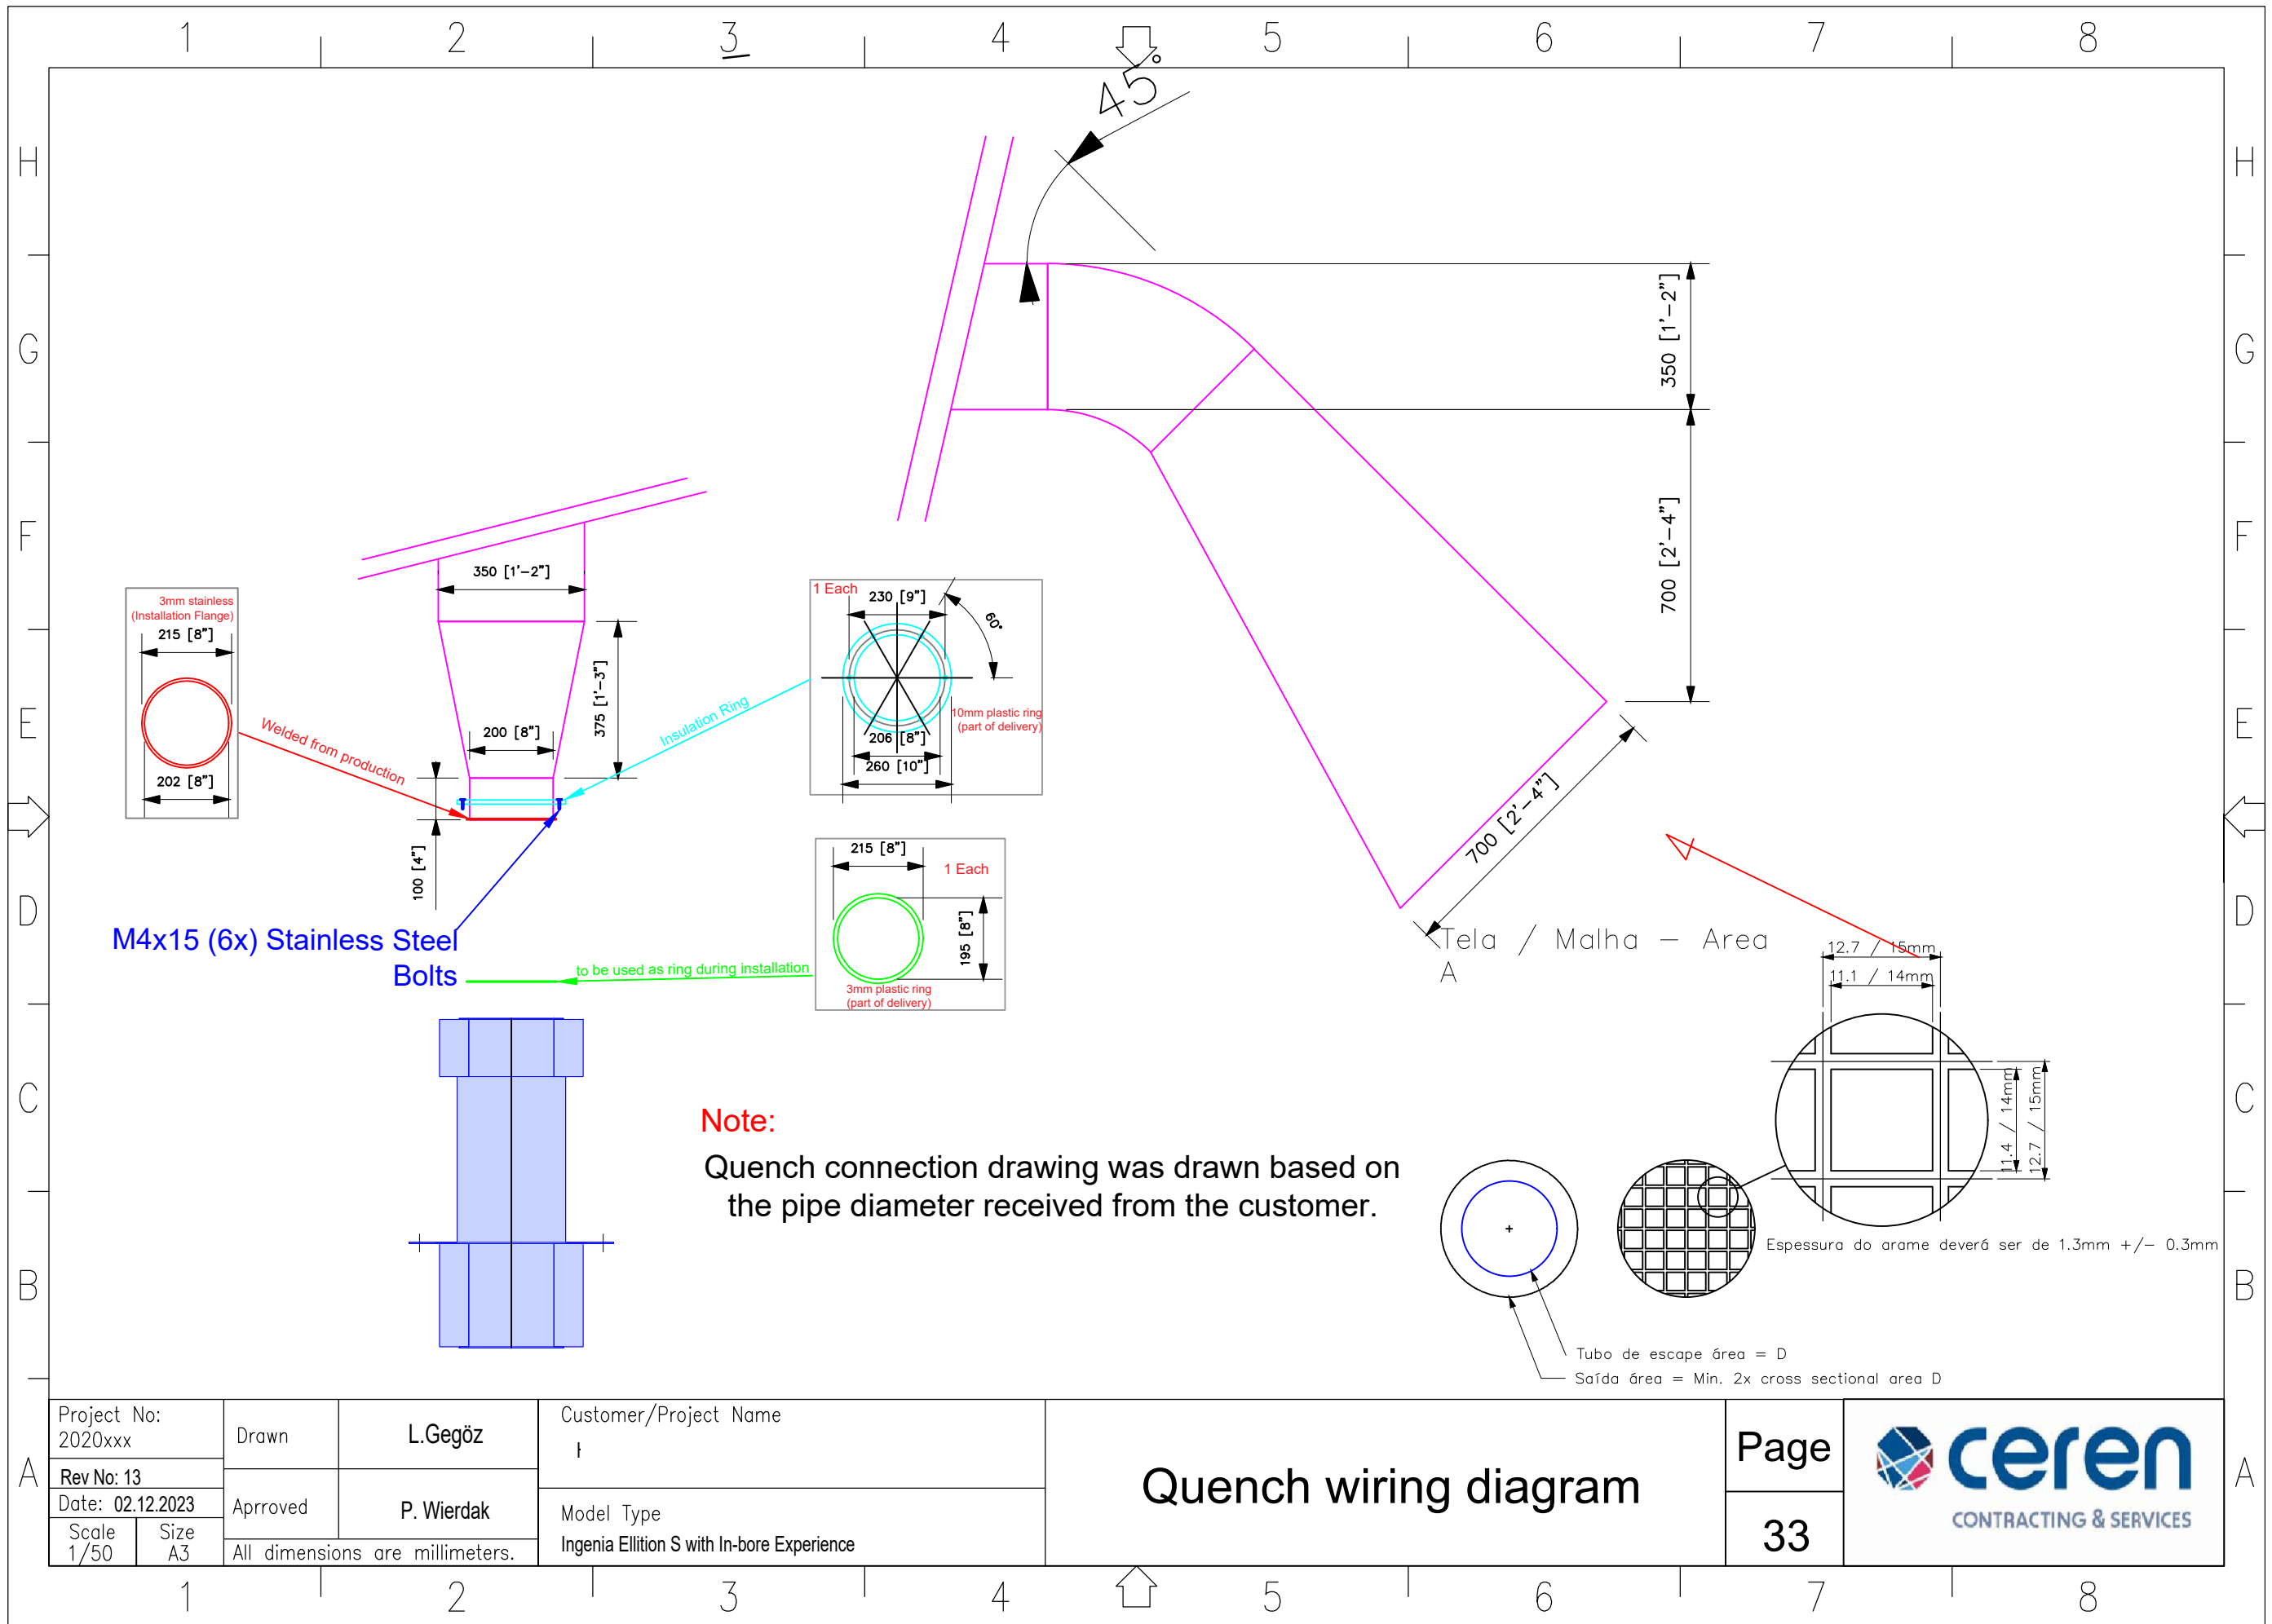 1 2 3 4 5 6 7 8
45°
H H
350 [1'-2"]
G G
700 [2'-4"]
F F
350 [1'-2"]
3mm stainless
(Installation Flange)
215 [8"]
202 [8"]
Welded from production
375 [1'-3"]
200 [8"]
100 [4"]
Insulation Ring
1 Each
230 [9"]
60°
10mm plastic ring
(part of delivery)
206 [8"]
260 [10"]
E E
700 [2'-4"]
215 [8"]
1 Each
195 [8"]
3mm plastic ring
(part of delivery)
D D
M4x15 (6x) Stainless Steel
Bolts
to be used as ring during installation
Tela / Malha - Area
A
12.7 / 15mm
11.1 / 14mm
11.4 / 14mm
12.7 / 15mm
C C
Note:
Quench connection drawing was drawn based on
the pipe diameter received from the customer.
Espessura do arame deverá ser de 1.3mm +/- 0.3mm
B B
Tubo de escape área = D
Saída área = Min. 2x cross sectional area D
A A
Project No:
2020xxx
Rev No: 13
Date: 02.12.2023
Scale
1/50
Size
A3
Drawn
L.Gegöz
Aprroved
P. Wierdak
All dimensions are millimeters.
Customer/Project Name
Model Type
Ingenia Ellition S with In-bore Experience
Quench wiring diagram
Page
33
ceren
CONTRACTING & SERVICES
1 2 3 4 5 6 7 8